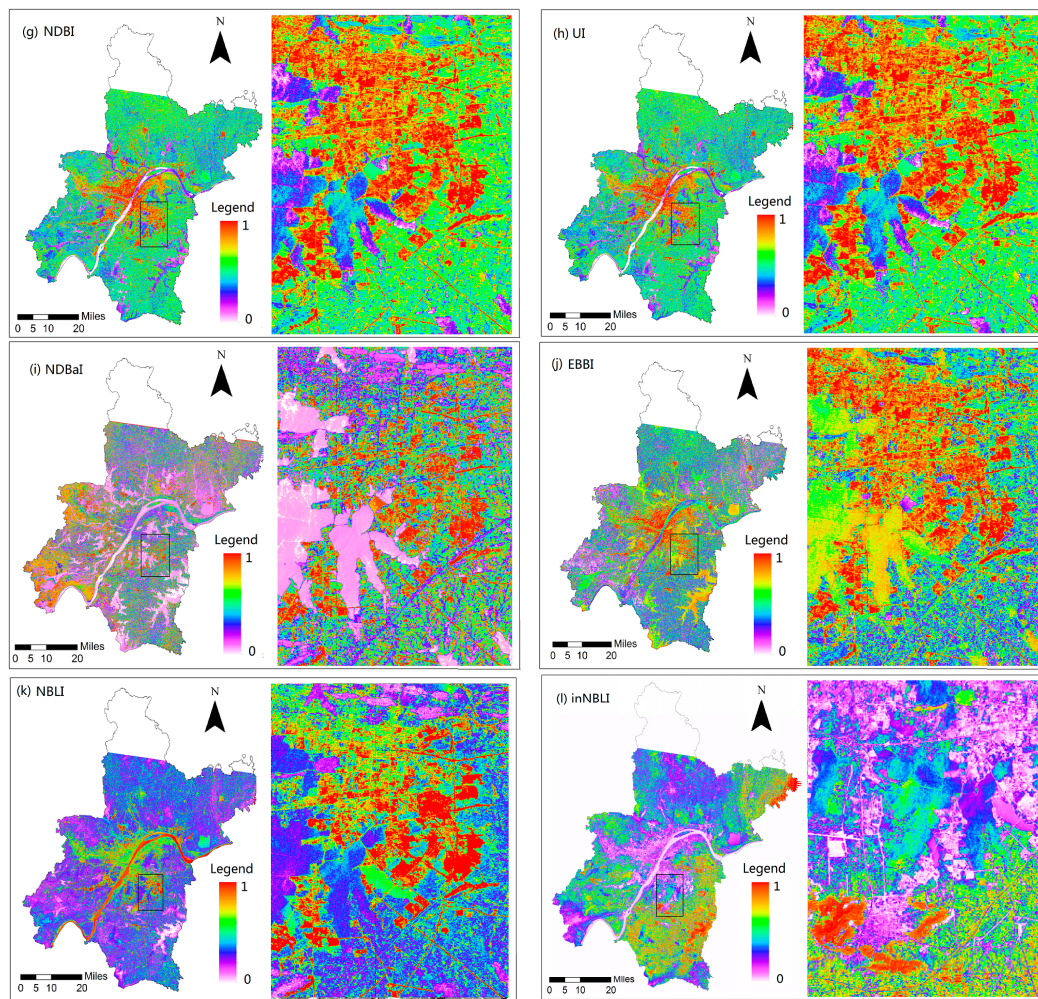 (g) NDBI
N
Legend
1
0
0 5 10 20 Miles
(h) UI
N
Legend
1
0
0 5 10 20 Miles
(i) NDBaI
N
Legend
1
0
0 5 10 20 Miles
(j) EBBI
N
Legend
1
0
0 5 10 20 Miles
(k) NBLI
N
Legend
1
0
0 5 10 20 Miles
(l) inNBLI
N
Legend
1
0
0 5 10 20 Miles